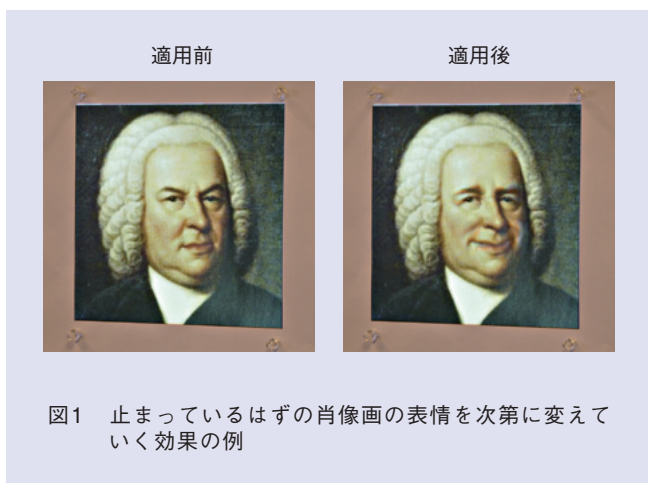 適用前 適用後
図1 止まっているはずの肖像画の表情を次第に変えて
いく効果の例